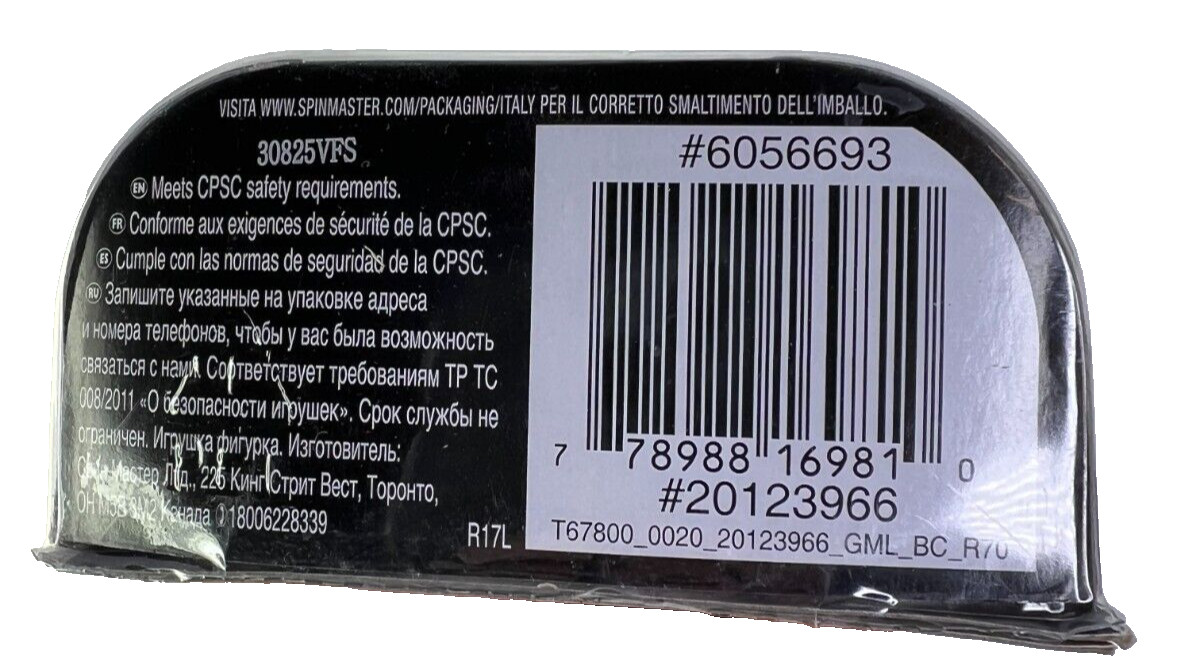 VISITA WWW.SPINMASTER.COM/PACKAGING/ITALY PER IL CORRETTO SMALTIMENTO DELL'IMBALLO.
30825VFS
EN Meets CPSC safety requirements.
FR Conforme aux exigences de sécurité de la CPSC.
ES Cumple con las normas de seguridad de la CPSC.
RU Запишите указанные на упаковке адреса
и номера телефонов, чтобы у вас была возможность
связаться с нами. Соответствует требованиям ТР ТС
008/2011 «О безопасности игрушек». Срок службы не
ограничен. Игрушка фигурка. Изготовитель:
Мастер Лтд., 225 Кинг Стрит Вест, Торонто,
ОН M5B 3M2 Канада 18006228339
R17L
#6056693
7 78988 16981 0
#20123966
T67800_0020_20123966_GML_BC_R70